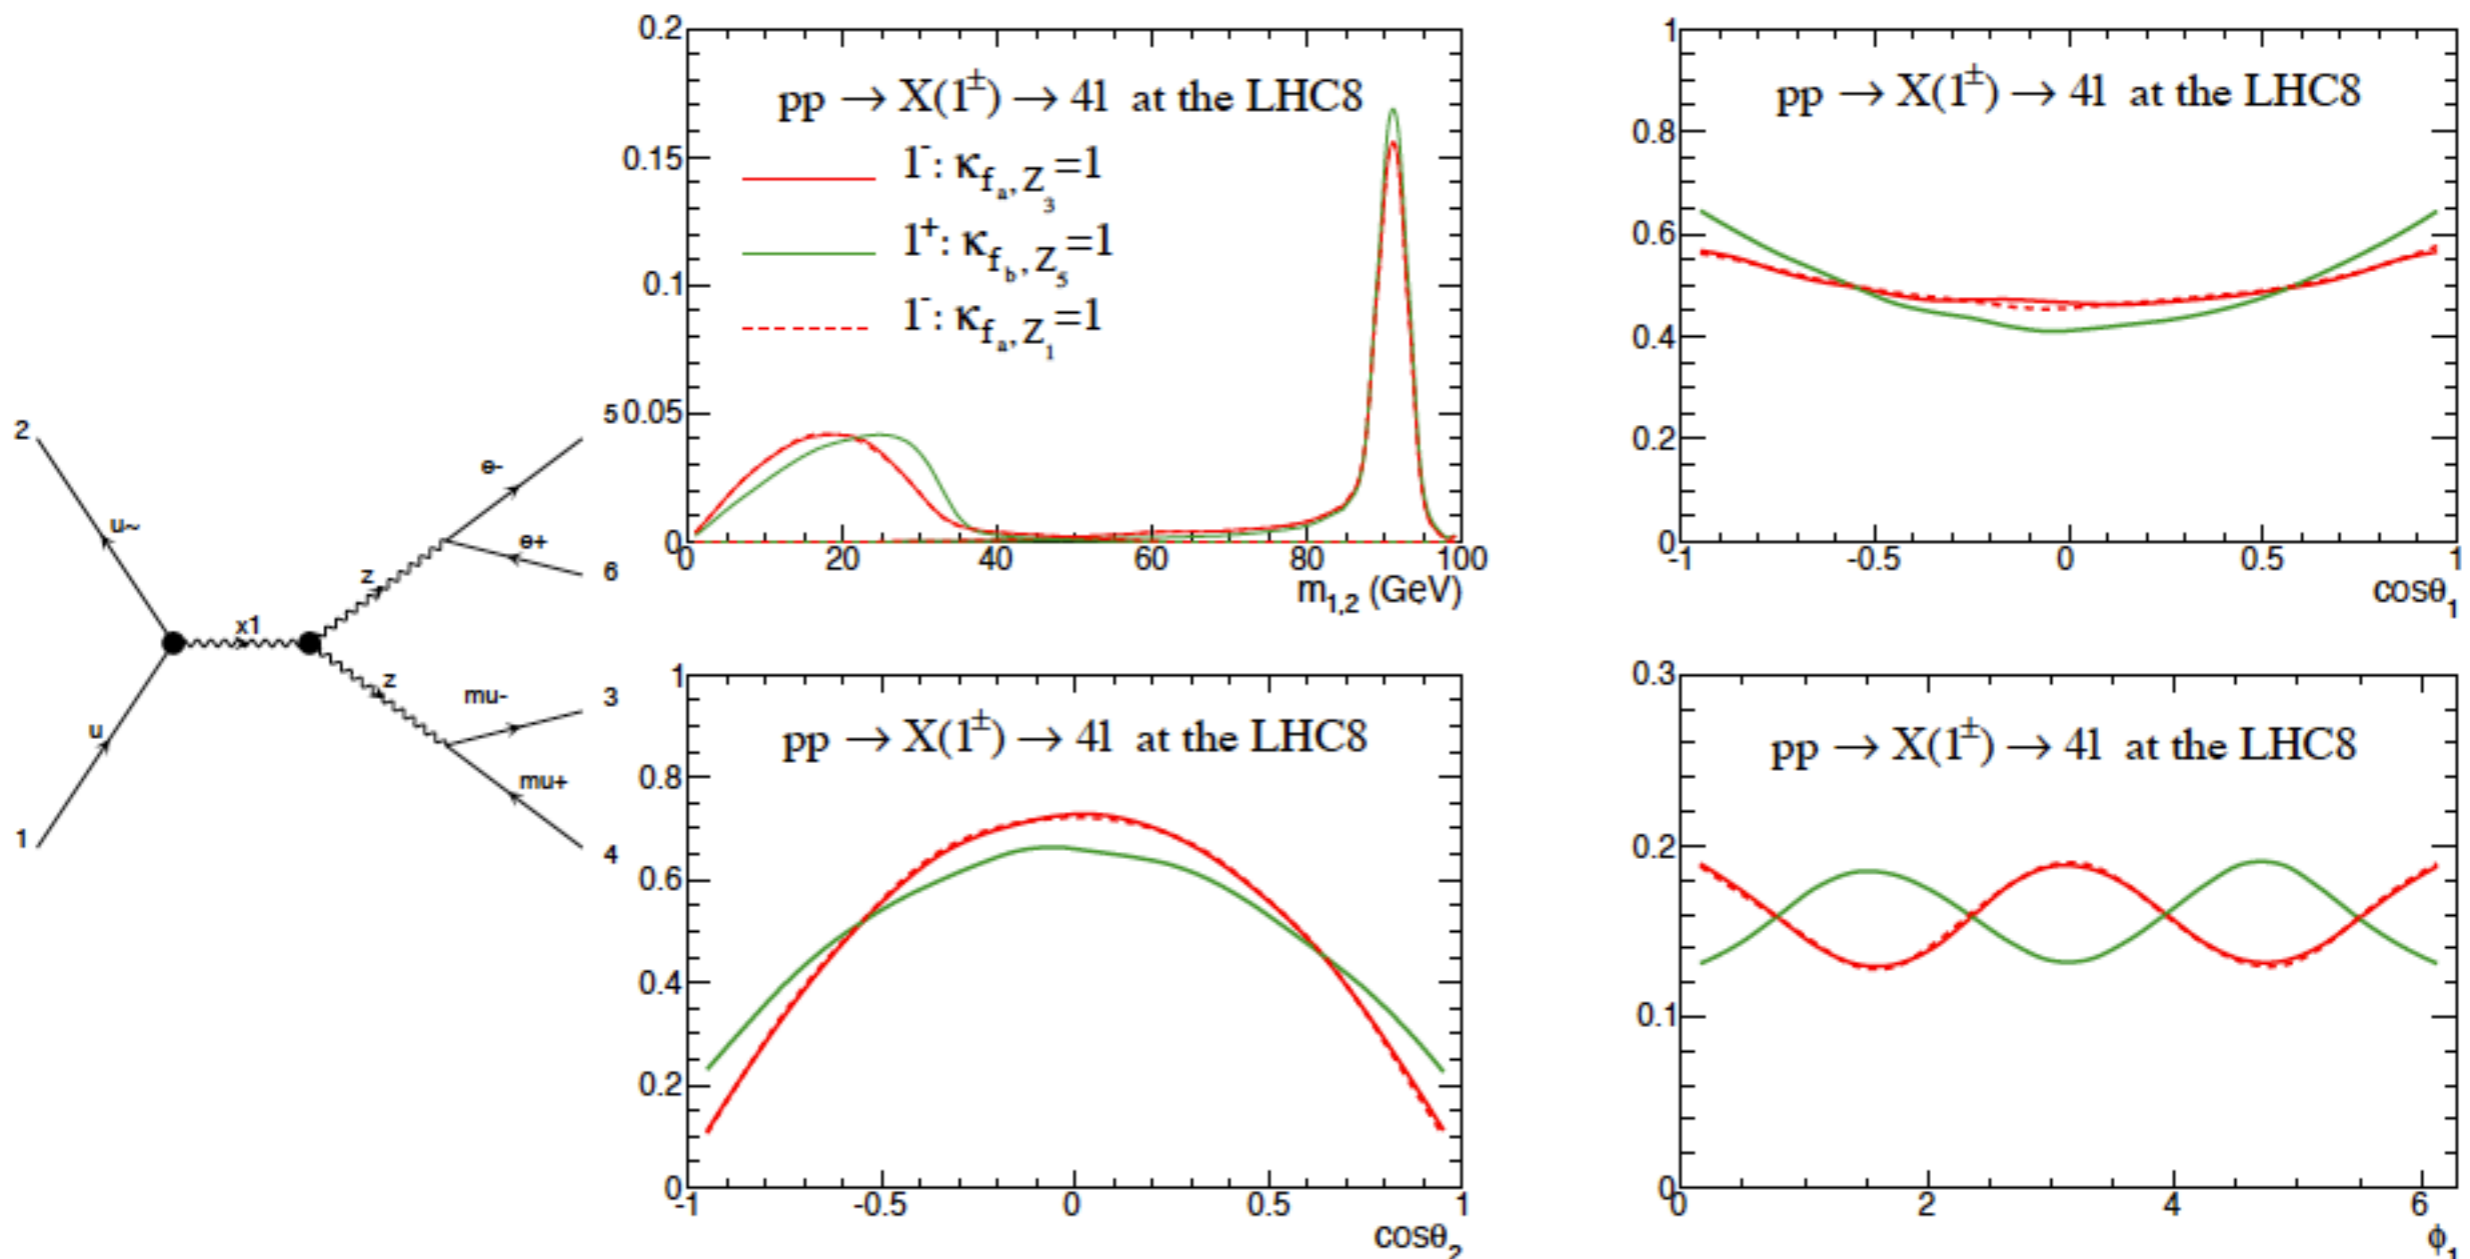 2
u~
u
1
x1
z
z
e-
e+
mu-
mu+
5
6
3
4
pp → X(1±) → 4l at the LHC8
1-: κfa, Z3=1
1+: κfb, Z5=1
1-: κfa, Z1=1
0.2
0.15
0.1
0.05
0
0 20 40 60 80 100
m1,2 (GeV)
pp → X(1±) → 4l at the LHC8
1
0.8
0.6
0.4
0.2
0
-1 -0.5 0 0.5 1
cosθ1
pp → X(1±) → 4l at the LHC8
1
0.8
0.6
0.4
0.2
0
-1 -0.5 0 0.5 1
cosθ2
pp → X(1±) → 4l at the LHC8
0.3
0.2
0.1
0
0 2 4 6
ϕ1